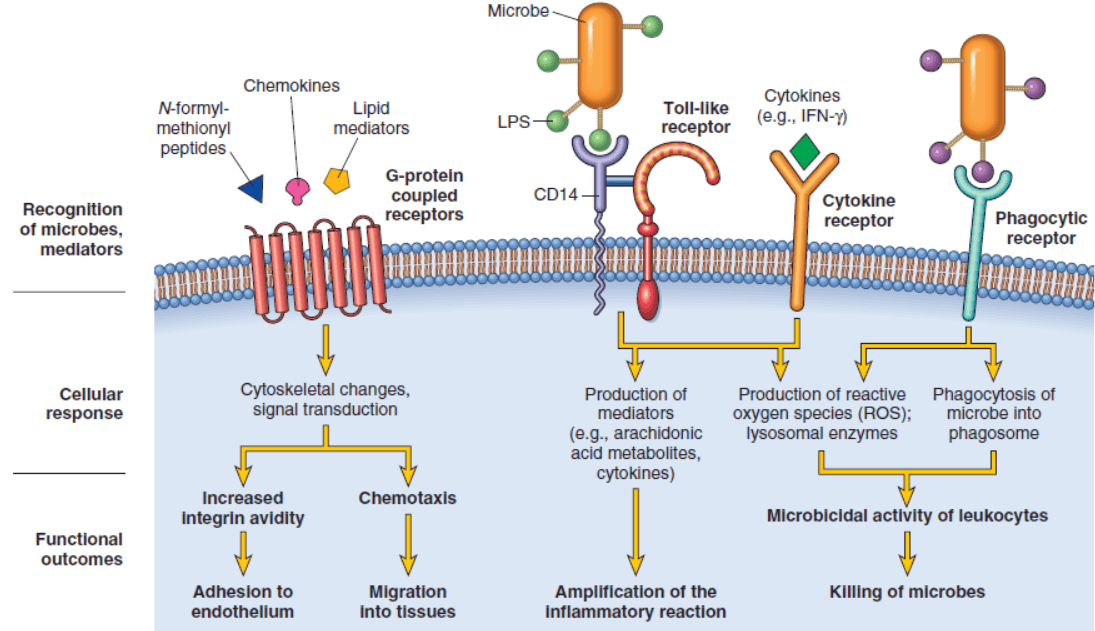 Microbe
Chemokines
N-formyl-
methionyl
peptides
Lipid
mediators
LPS
Toll-like
receptor
Cytokines
(e.g., IFN-γ)
G-protein
coupled
receptors
CD14
Cytokine
receptor
Phagocytic
receptor
Recognition
of microbes,
mediators
Cellular
response
Cytoskeletal changes,
signal transduction
Production of
mediators
(e.g., arachidonic
acid metabolites,
cytokines)
Production of reactive
oxygen species (ROS);
lysosomal enzymes
Phagocytosis of
microbe into
phagosome
Functional
outcomes
Increased
integrin avidity
Chemotaxis
Microbicidal activity of leukocytes
Adhesion to
endothelium
Migration
into tissues
Amplification of the
inflammatory reaction
Killing of microbes